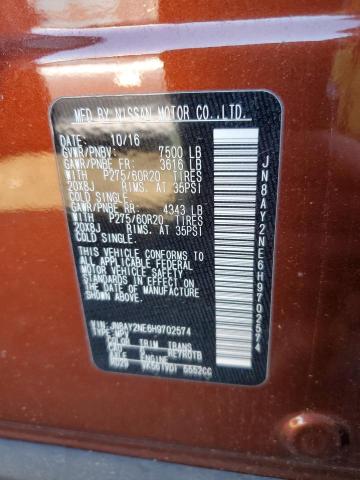 MFD BY NISSAN MOTOR CO.,LTD.
DATE: 10/16
GVWR/PNBV: 7500 LB
GAWR/PNBE FR: 3616 LB
WITH P275/60R20 TIRES
20X8J RIMS. AT 35PSI
COLD SINGLE.
GAWR/PNBE RR: 4343 LB
WITH P275/60R20 TIRES
20X8J RIMS. AT 35PSI
COLD SINGLE.
THIS VEHICLE CONFORMS TO
ALL APPLICABLE FEDERAL
MOTOR VEHICLE SAFETY
STANDARDS IN EFFECT ON
THE DATE OF MANUFACTURE
SHOWN ABOVE.
VIN: JN8AY2NE6H9702574
TYPE: MPV
COLOR TRIM TRANS
RE7R01B
AXLE ENGINE
5552CC
JN8AY2NE6H9702574